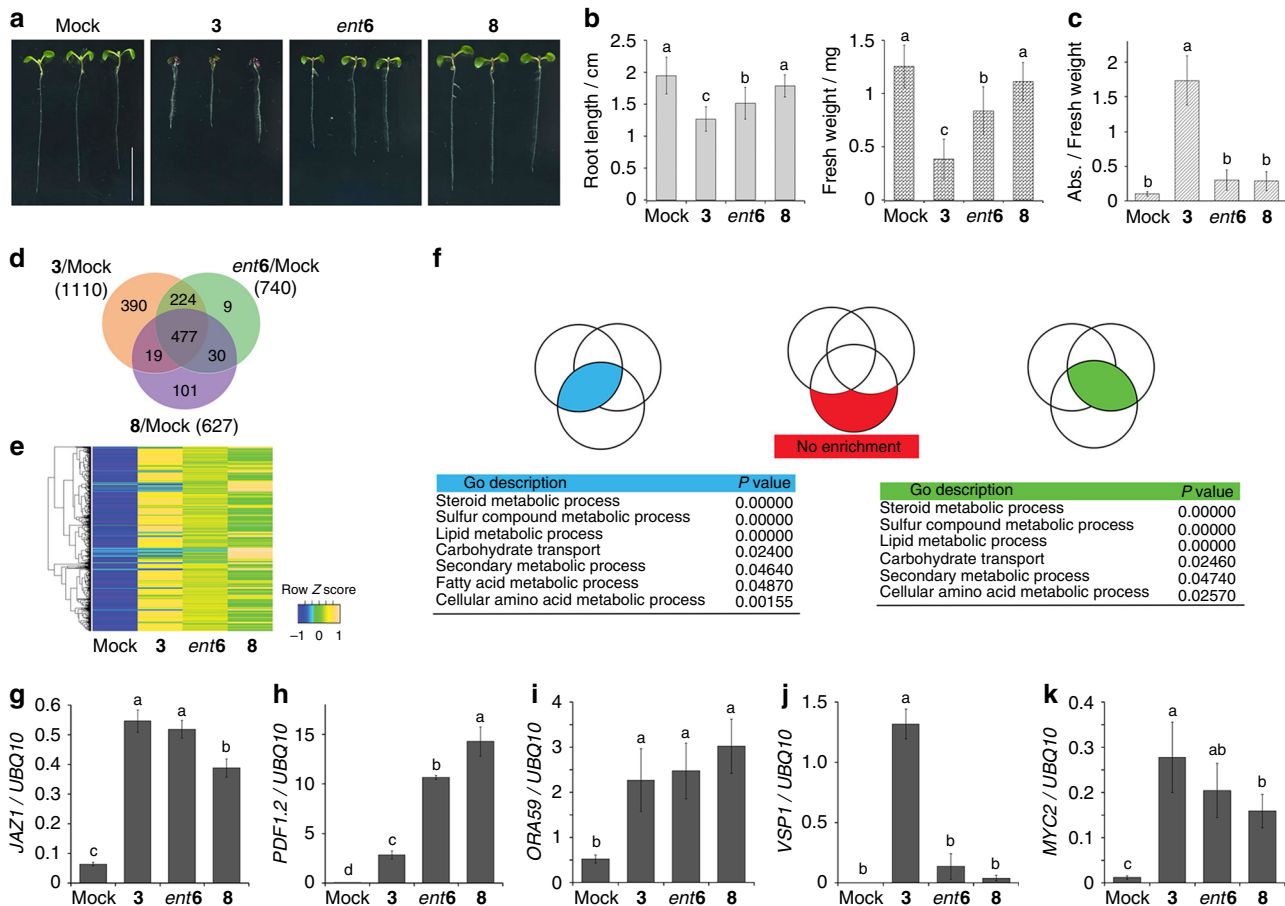 a
Mock
3
ent6
8
b
Root length / cm
2.5
2
1.5
1
0.5
0
a
c
b
a
Mock 3 ent6 8
Fresh weight / mg
1.5
1
0.5
0
a
c
b
a
Mock 3 ent6 8
c
Abs. / Fresh weight
2
1.5
1
0.5
0
b
a
b
b
Mock 3 ent6 8
d
3/Mock
(1110)
ent6/Mock
(740)
390
224
9
477
19
30
101
8/Mock (627)
e
Row Z score
−1 0 1
Mock 3 ent6 8
f
No enrichment
Go description P value
Steroid metabolic process 0.00000
Sulfur compound metabolic process 0.00000
Lipid metabolic process 0.00000
Carbohydrate transport 0.02400
Secondary metabolic process 0.04640
Fatty acid metabolic process 0.04870
Cellular amino acid metabolic process 0.00155
Go description P value
Steroid metabolic process 0.00000
Sulfur compound metabolic process 0.00000
Lipid metabolic process 0.00000
Carbohydrate transport 0.02460
Secondary metabolic process 0.04740
Cellular amino acid metabolic process 0.02570
g
JAZ1 / UBQ10
0.6
0.5
0.4
0.3
0.2
0.1
0
c
a
a
b
Mock 3 ent6 8
h
PDF1.2 / UBQ10
15
10
5
0
d
c
b
a
Mock 3 ent6 8
i
ORA59 / UBQ10
4
3
2
1
0
b
a
a
a
Mock 3 ent6 8
j
VSP1 / UBQ10
1.5
1.0
0.5
0
b
a
b
b
Mock 3 ent6 8
k
MYC2 / UBQ10
0.4
0.3
0.2
0.1
0
c
a
ab
b
Mock 3 ent6 8